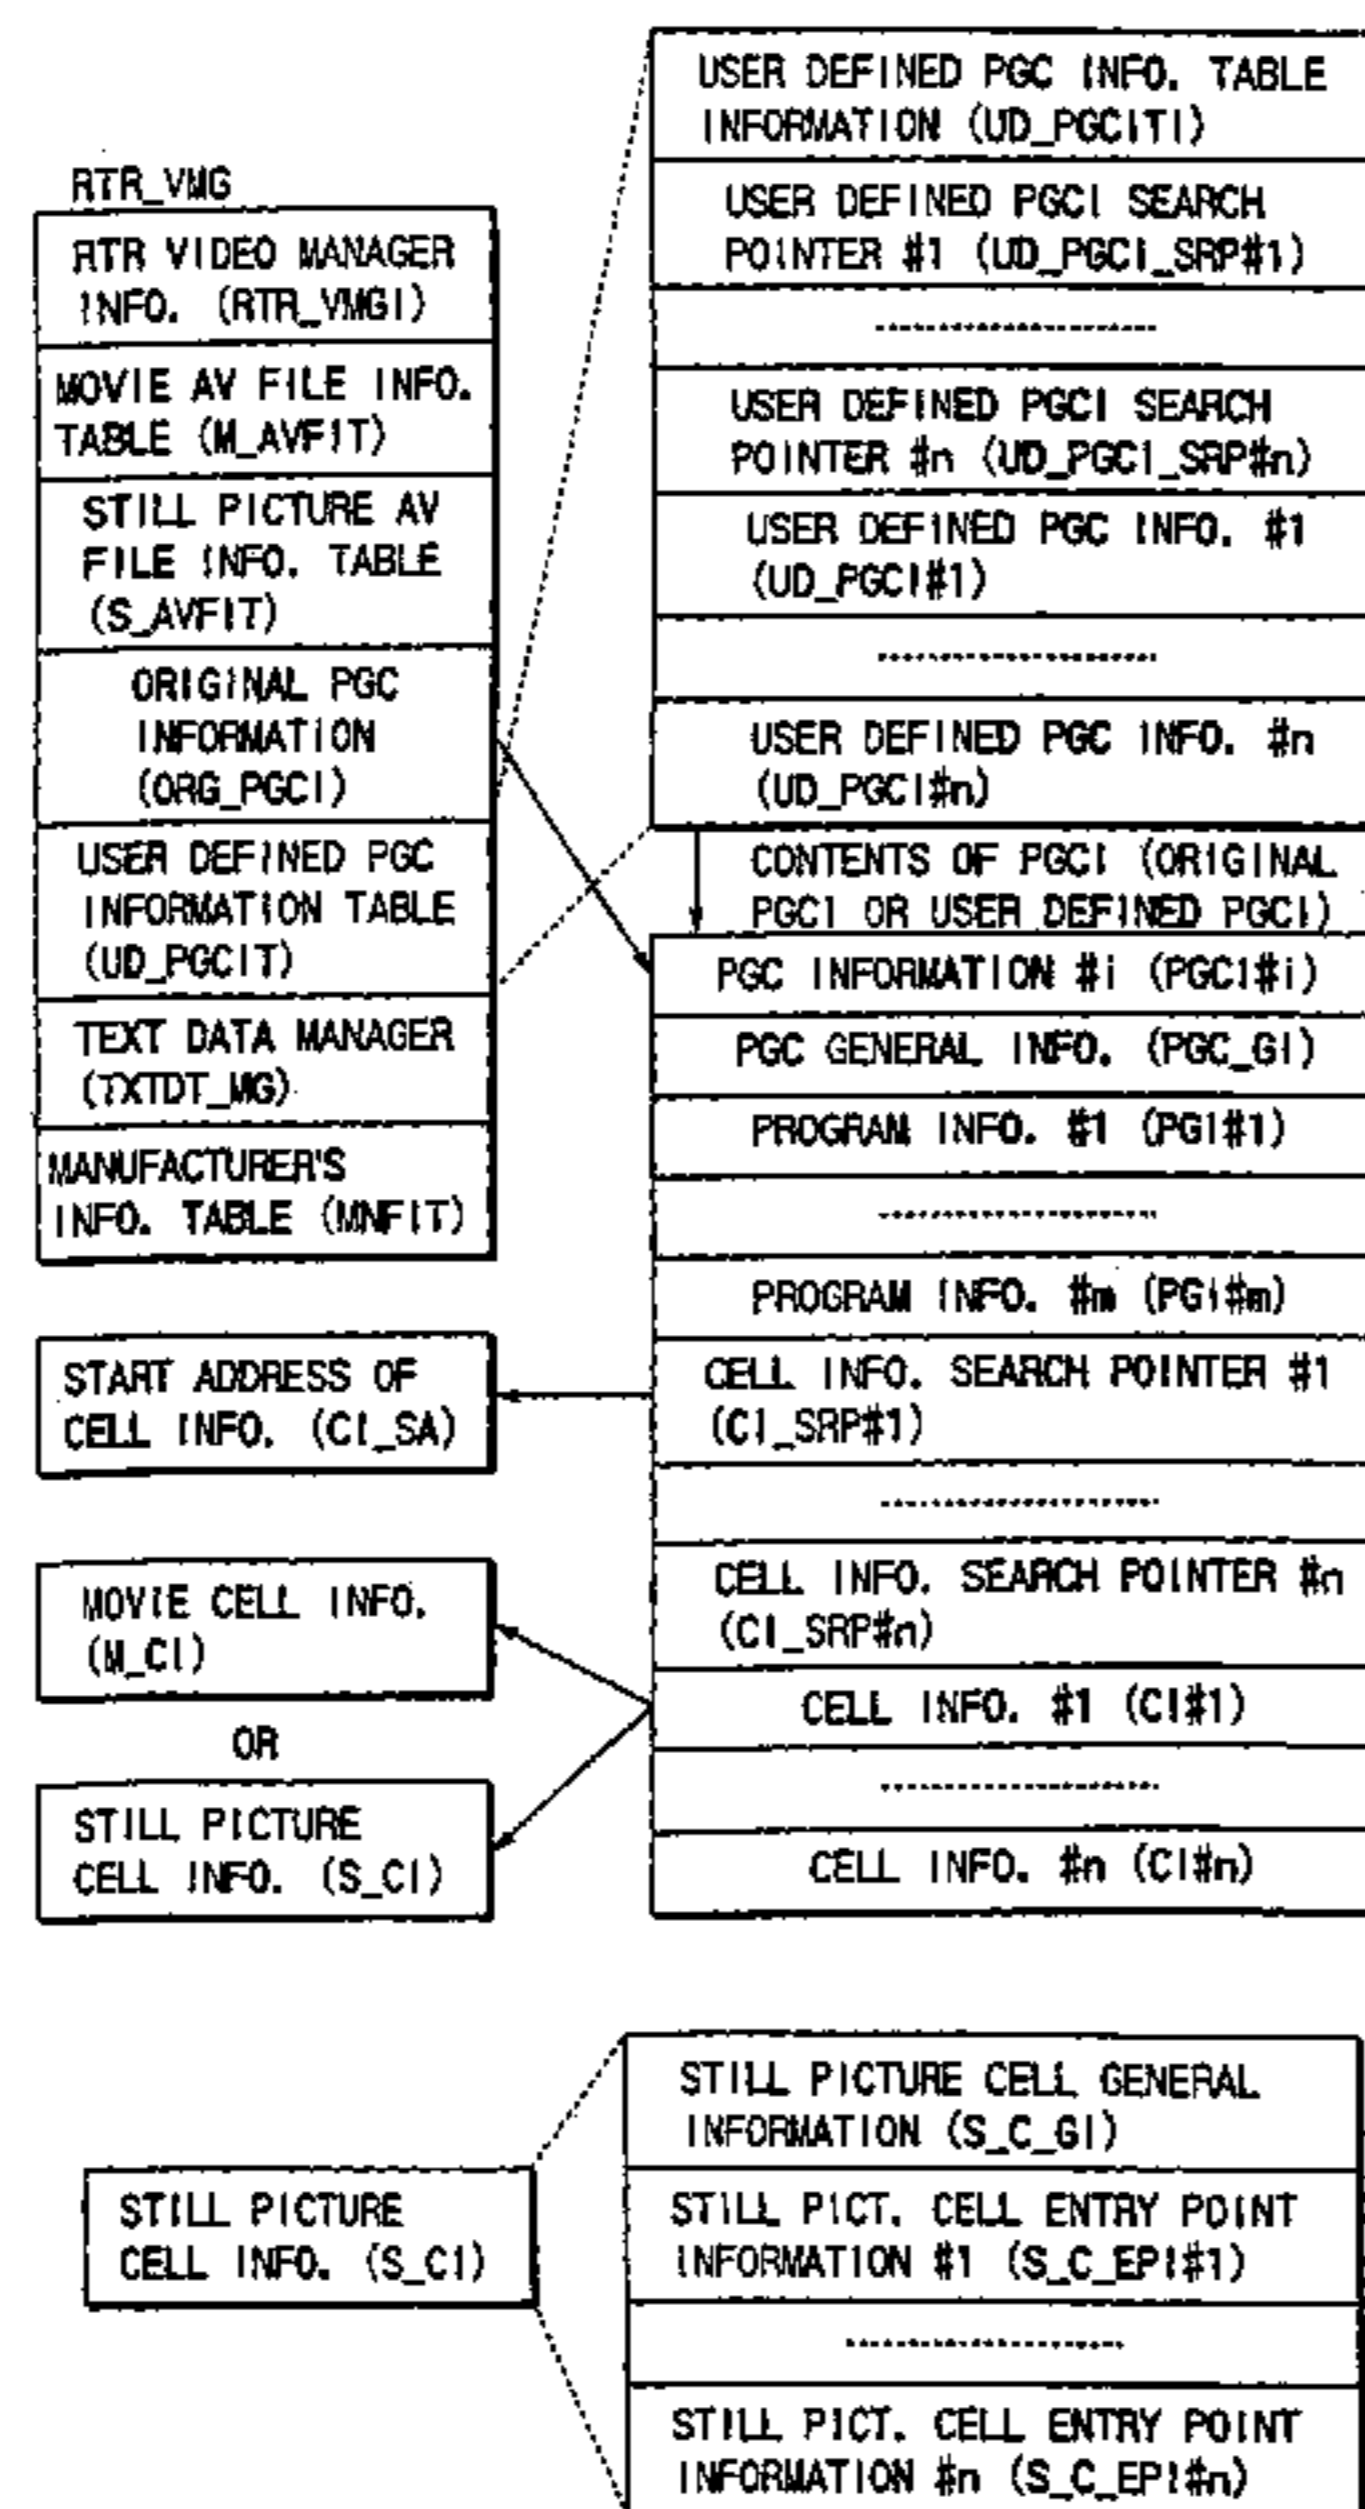 RTR_VMG
RTR VIDEO MANAGER
INFO. (RTR_VMGI)
MOVIE AV FILE INFO.
TABLE (M_AVFIT)
STILL PICTURE AV
FILE INFO. TABLE
(S_AVFIT)
ORIGINAL PGC
INFORMATION
(ORG_PGCI)
USER DEFINED PGC
INFORMATION TABLE
(UD_PGCIT)
TEXT DATA MANAGER
(TXTDT_MG)
MANUFACTURER'S
INFO. TABLE (MNFIT)
START ADDRESS OF
CELL INFO. (CI_SA)
MOVIE CELL INFO.
(M_CI)
OR
STILL PICTURE
CELL INFO. (S_CI)
USER DEFINED PGC INFO. TABLE
INFORMATION (UD_PGCITI)
USER DEFINED PGCI SEARCH
POINTER #1 (UD_PGCI_SRP#1)
USER DEFINED PGCI SEARCH
POINTER #n (UD_PGCI_SRP#n)
USER DEFINED PGC INFO. #1
(UD_PGCI#1)
USER DEFINED PGC INFO. #n
(UD_PGCI#n)
CONTENTS OF PGCI (ORIGINAL
PGCI OR USER DEFINED PGCI)
PGC INFORMATION #i (PGCI#i)
PGC GENERAL INFO. (PGC_GI)
PROGRAM INFO. #1 (PGI#1)
PROGRAM INFO. #m (PGI#m)
CELL INFO. SEARCH POINTER #1
(CI_SRP#1)
CELL INFO. SEARCH POINTER #n
(CI_SRP#n)
CELL INFO. #1 (CI#1)
CELL INFO. #n (CI#n)
STILL PICTURE
CELL INFO. (S_CI)
STILL PICTURE CELL GENERAL
INFORMATION (S_C_GI)
STILL PICT. CELL ENTRY POINT
INFORMATION #1 (S_C_EPI#1)
STILL PICT. CELL ENTRY POINT
INFORMATION #n (S_C_EPI#n)